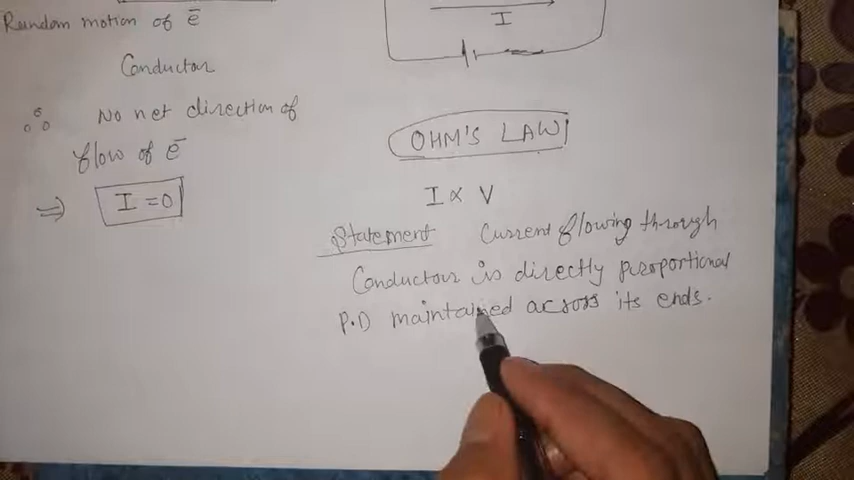 Random motion of ē
Conductor
∴ No net direction of
flow of ē
⇒ I = 0
I
OHM'S LAW
I ∝ V
Statement Current flowing through
Conductor is directly proportional
P.D maintained across its ends.